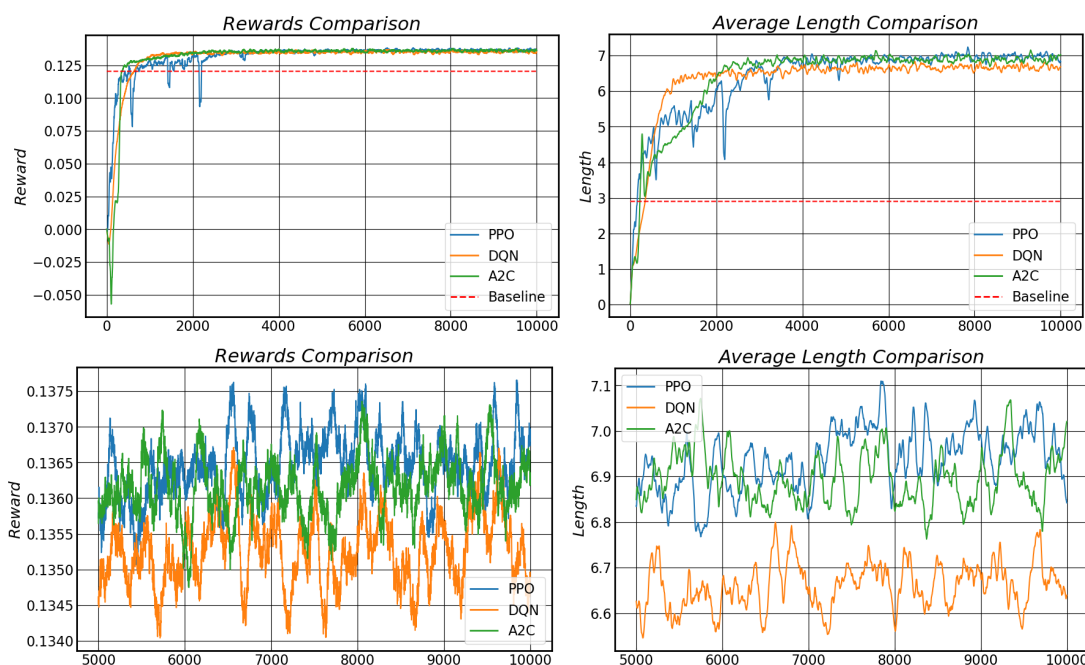 Rewards Comparison
Reward
0.125
0.100
0.075
0.050
0.025
0.000
−0.025
−0.050
0 2000 4000 6000 8000 10000
PPO
DQN
A2C
Baseline
Average Length Comparison
Length
7
6
5
4
3
2
1
0
0 2000 4000 6000 8000 10000
PPO
DQN
A2C
Baseline
Rewards Comparison
Reward
0.1375
0.1370
0.1365
0.1360
0.1355
0.1350
0.1345
0.1340
5000 6000 7000 8000 9000 10000
PPO
DQN
A2C
Average Length Comparison
Length
7.1
7.0
6.9
6.8
6.7
6.6
5000 6000 7000 8000 9000 10000
PPO
DQN
A2C